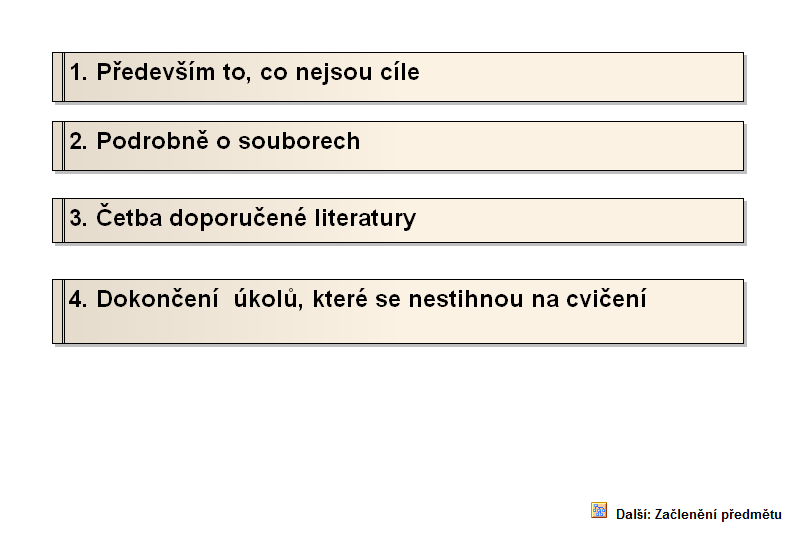 1. Především to, co nejsou cíle
2. Podrobně o souborech
3. Četba doporučené literatury
4. Dokončení  úkolů, které se nestihnou na cvičení
Další: Začlenění předmětu